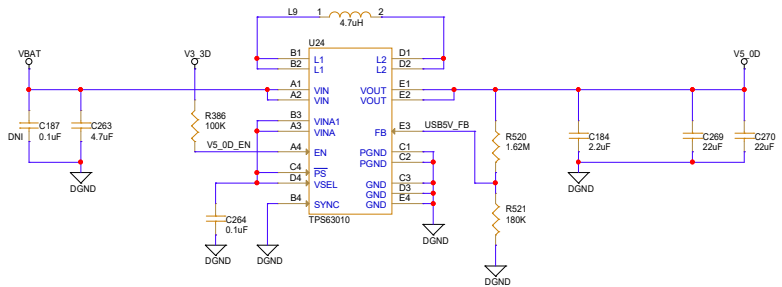 L9 1 2
4.7uH
VBAT V3_3D U24 V5_0D
B1 L1 L2 D1
B2 L1 L2 D2
A1 VIN VOUT E1
A2 VIN VOUT E2
B3 VINA1 E3 USB5V_FB
A3 VINA FB
A4 EN PGND C1
PGND C2
C4 PS
D4 VSEL GND C3
GND D3
B4 SYNC GND E4
TPS63010
C187
DNI 0.1uF
C263
4.7uF
R386
100K
V5_0D_EN
C264
0.1uF
R520
1.62M
R521
180K
C184
2.2uF
C269
22uF
C270
22uF
DGND
DGND
DGND
DGND
DGND
DGND